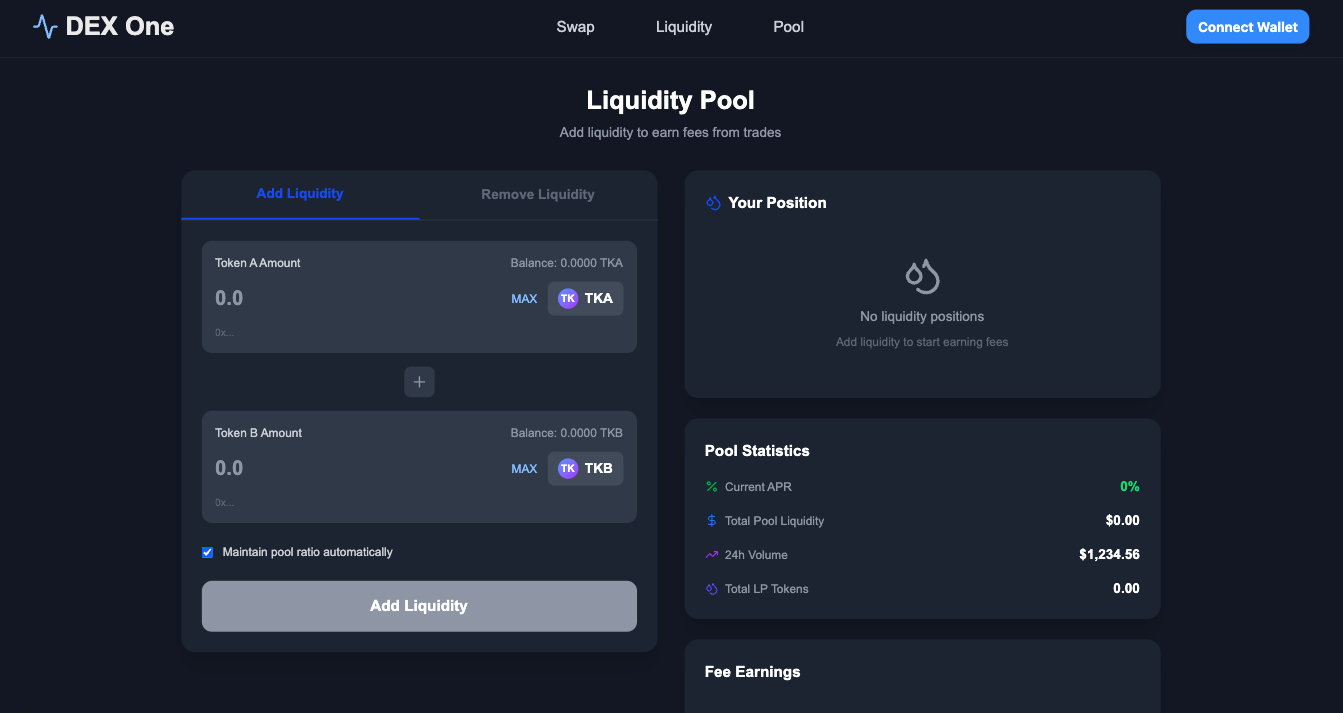 DEX One
Swap Liquidity Pool
Connect Wallet
Liquidity Pool
Add liquidity to earn fees from trades
Add Liquidity Remove Liquidity
Token A Amount Balance: 0.0000 TKA
0.0 MAX TK TKA
0x...
+
Token B Amount Balance: 0.0000 TKB
0.0 MAX TK TKB
0x...
Maintain pool ratio automatically
Add Liquidity
Your Position
No liquidity positions
Add liquidity to start earning fees
Pool Statistics
Current APR 0%
Total Pool Liquidity $0.00
24h Volume $1,234.56
Total LP Tokens 0.00
Fee Earnings